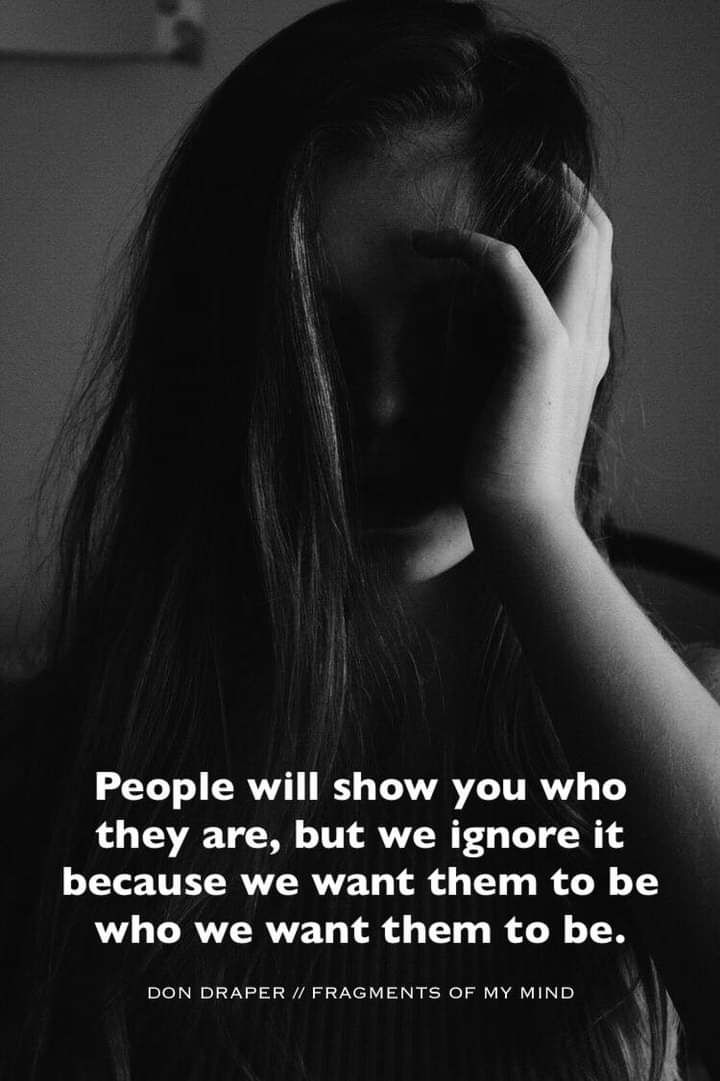 People will show you who
they are, but we ignore it
because we want them to be
who we want them to be.
DON DRAPER // FRAGMENTS OF MY MIND